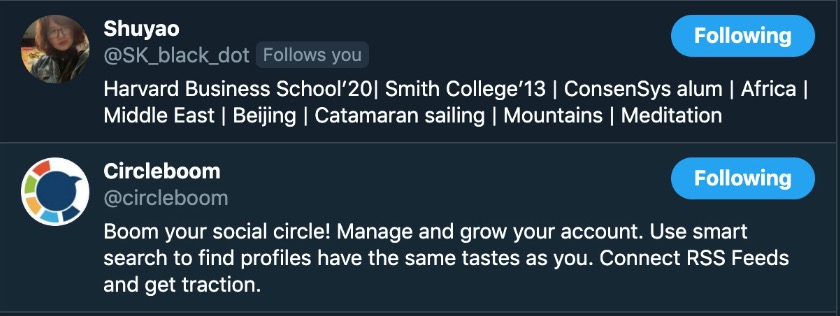 Shuyao
Following
@SK_black_dot Follows you
Harvard Business School’20| Smith College’13 | ConsenSys alum | Africa |
Middle East | Beijing | Catamaran sailing | Mountains | Meditation
Circleboom
Following
@circleboom
Boom your social circle! Manage and grow your account. Use smart
search to find profiles have the same tastes as you. Connect RSS Feeds
and get traction.